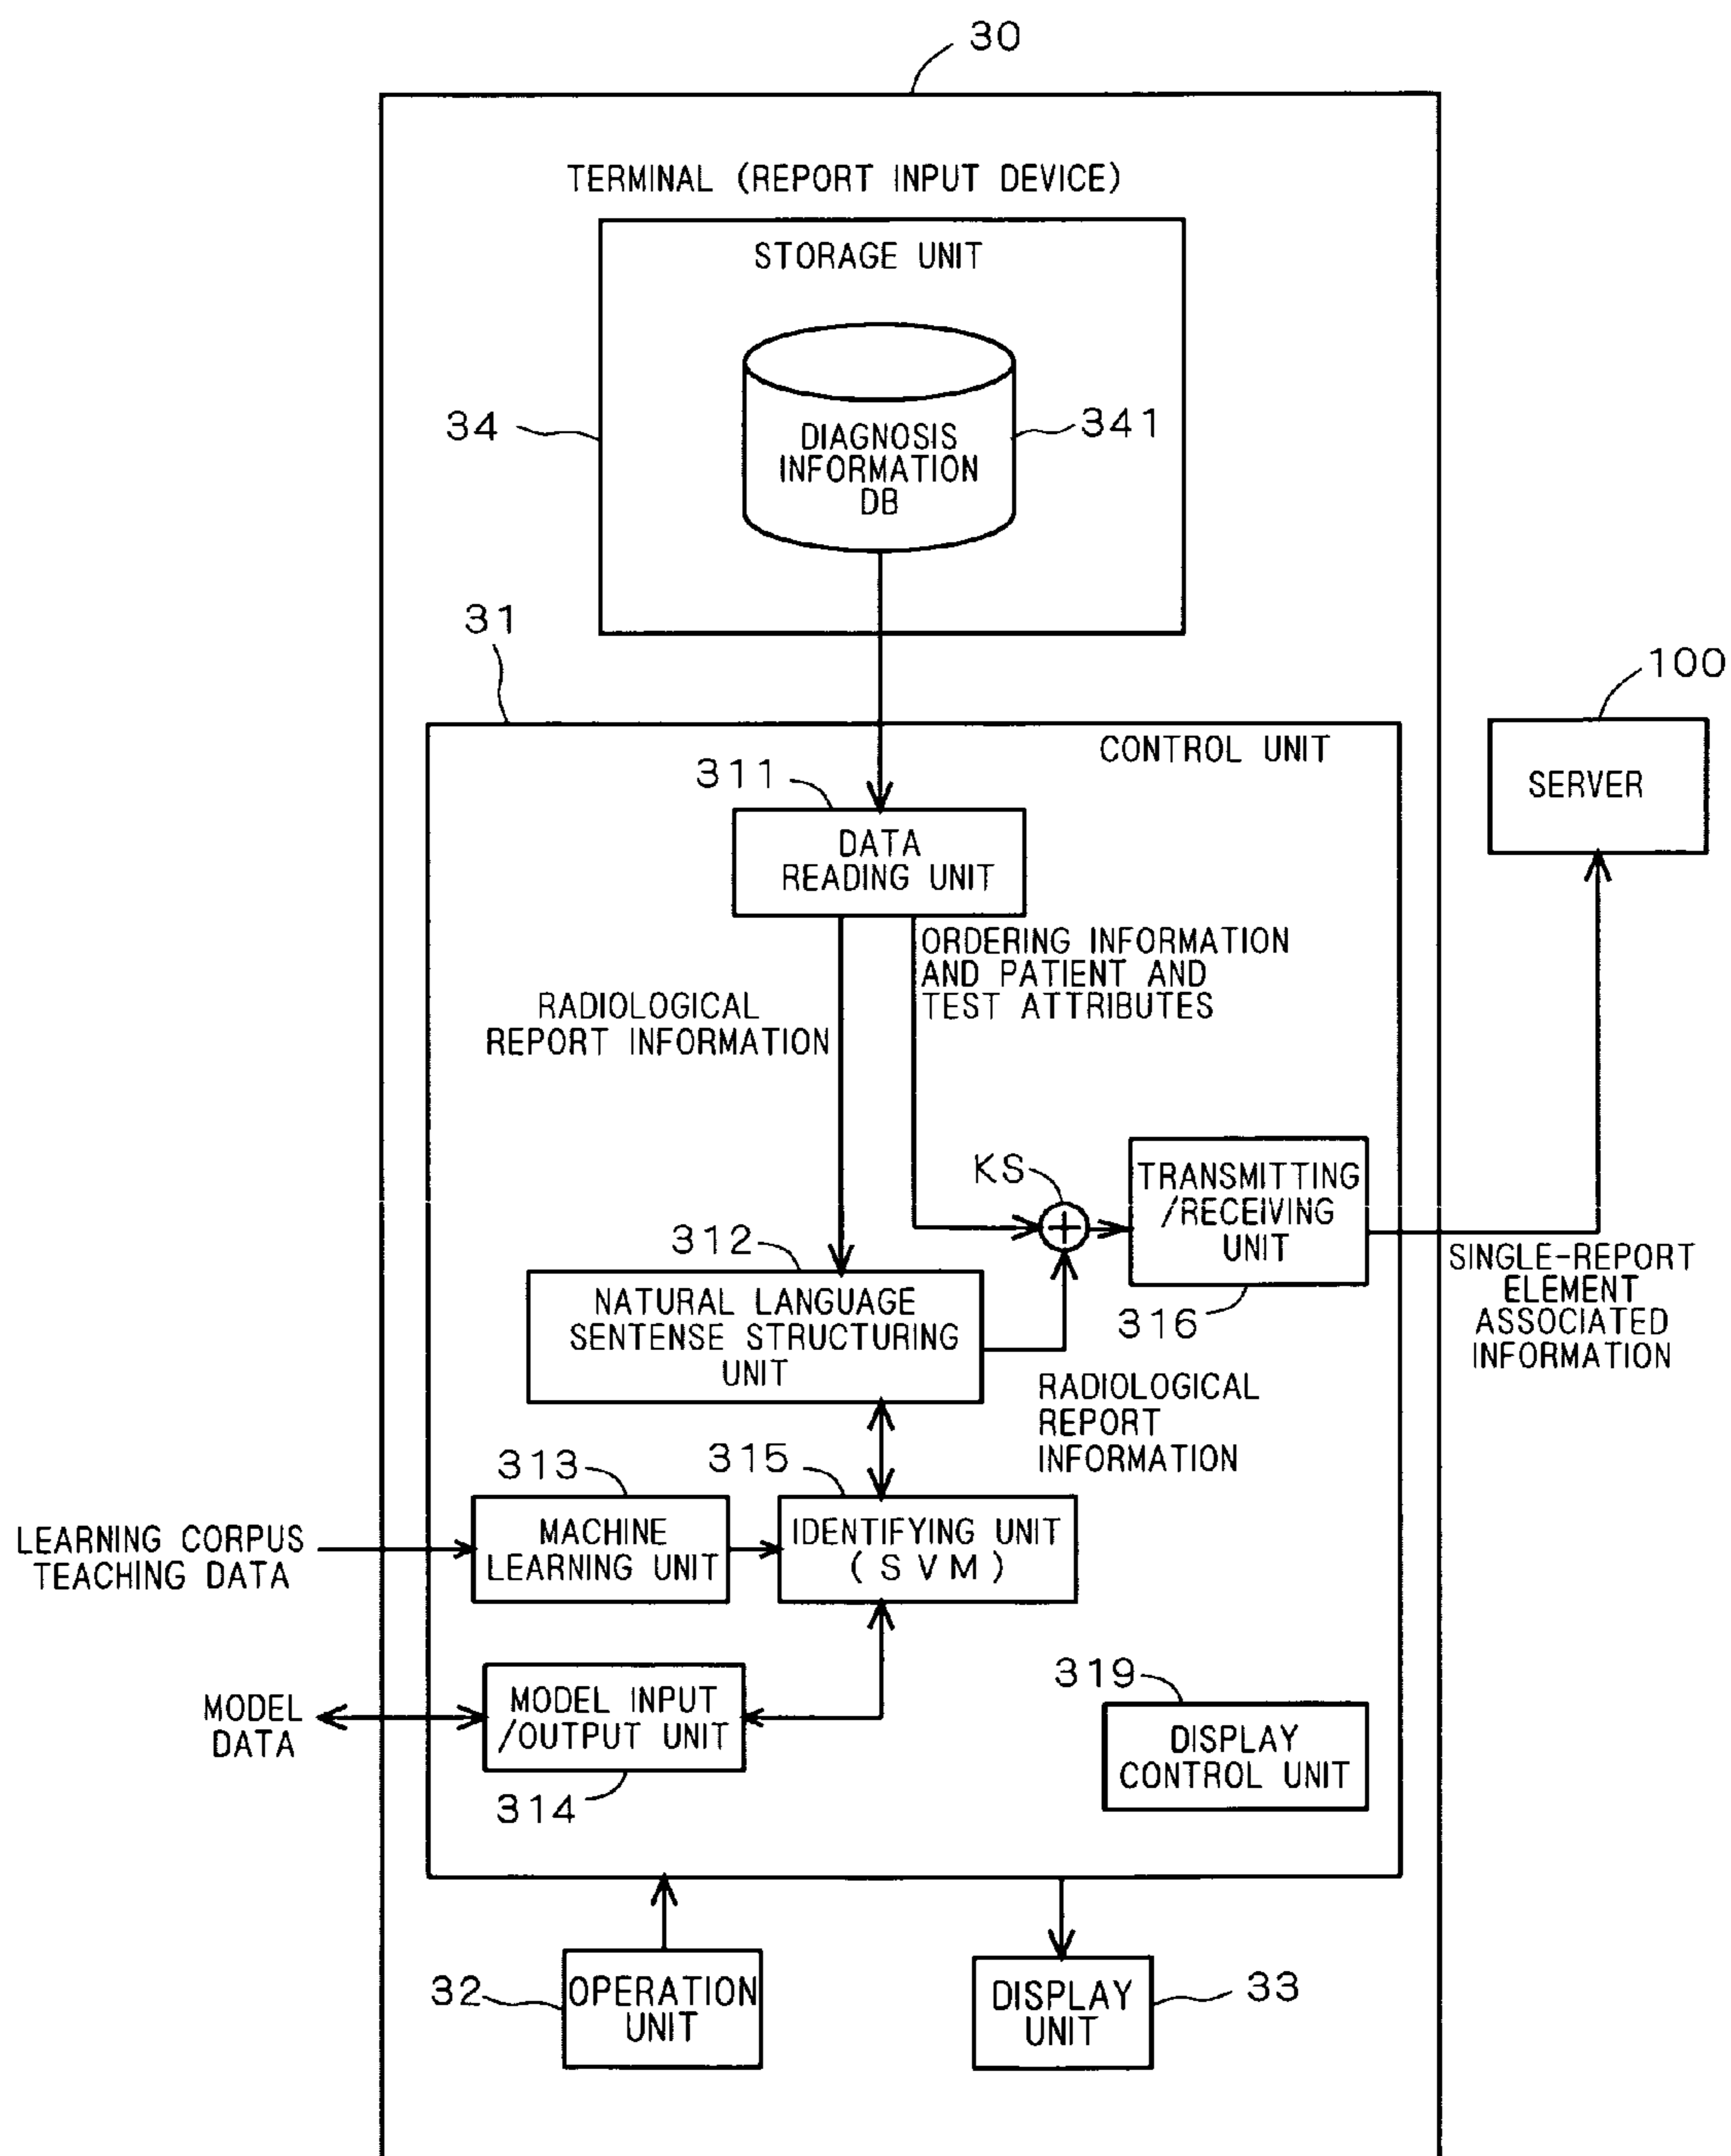 30
TERMINAL (REPORT INPUT DEVICE)
STORAGE UNIT
34
341
DIAGNOSIS
INFORMATION
DB
31
100
CONTROL UNIT
SERVER
311
DATA
READING UNIT
ORDERING INFORMATION
AND PATIENT AND
TEST ATTRIBUTES
RADIOLOGICAL
REPORT INFORMATION
KS
TRANSMITTING
/RECEIVING
UNIT
316
SINGLE-REPORT
ELEMENT
ASSOCIATED
INFORMATION
312
NATURAL LANGUAGE
SENTENSE STRUCTURING
UNIT
RADIOLOGICAL
REPORT
INFORMATION
313
315
LEARNING CORPUS
TEACHING DATA
MACHINE
LEARNING UNIT
IDENTIFYING UNIT
(SVM)
MODEL
DATA
MODEL INPUT
/OUTPUT UNIT
314
319
DISPLAY
CONTROL UNIT
32
OPERATION
UNIT
DISPLAY
UNIT
33